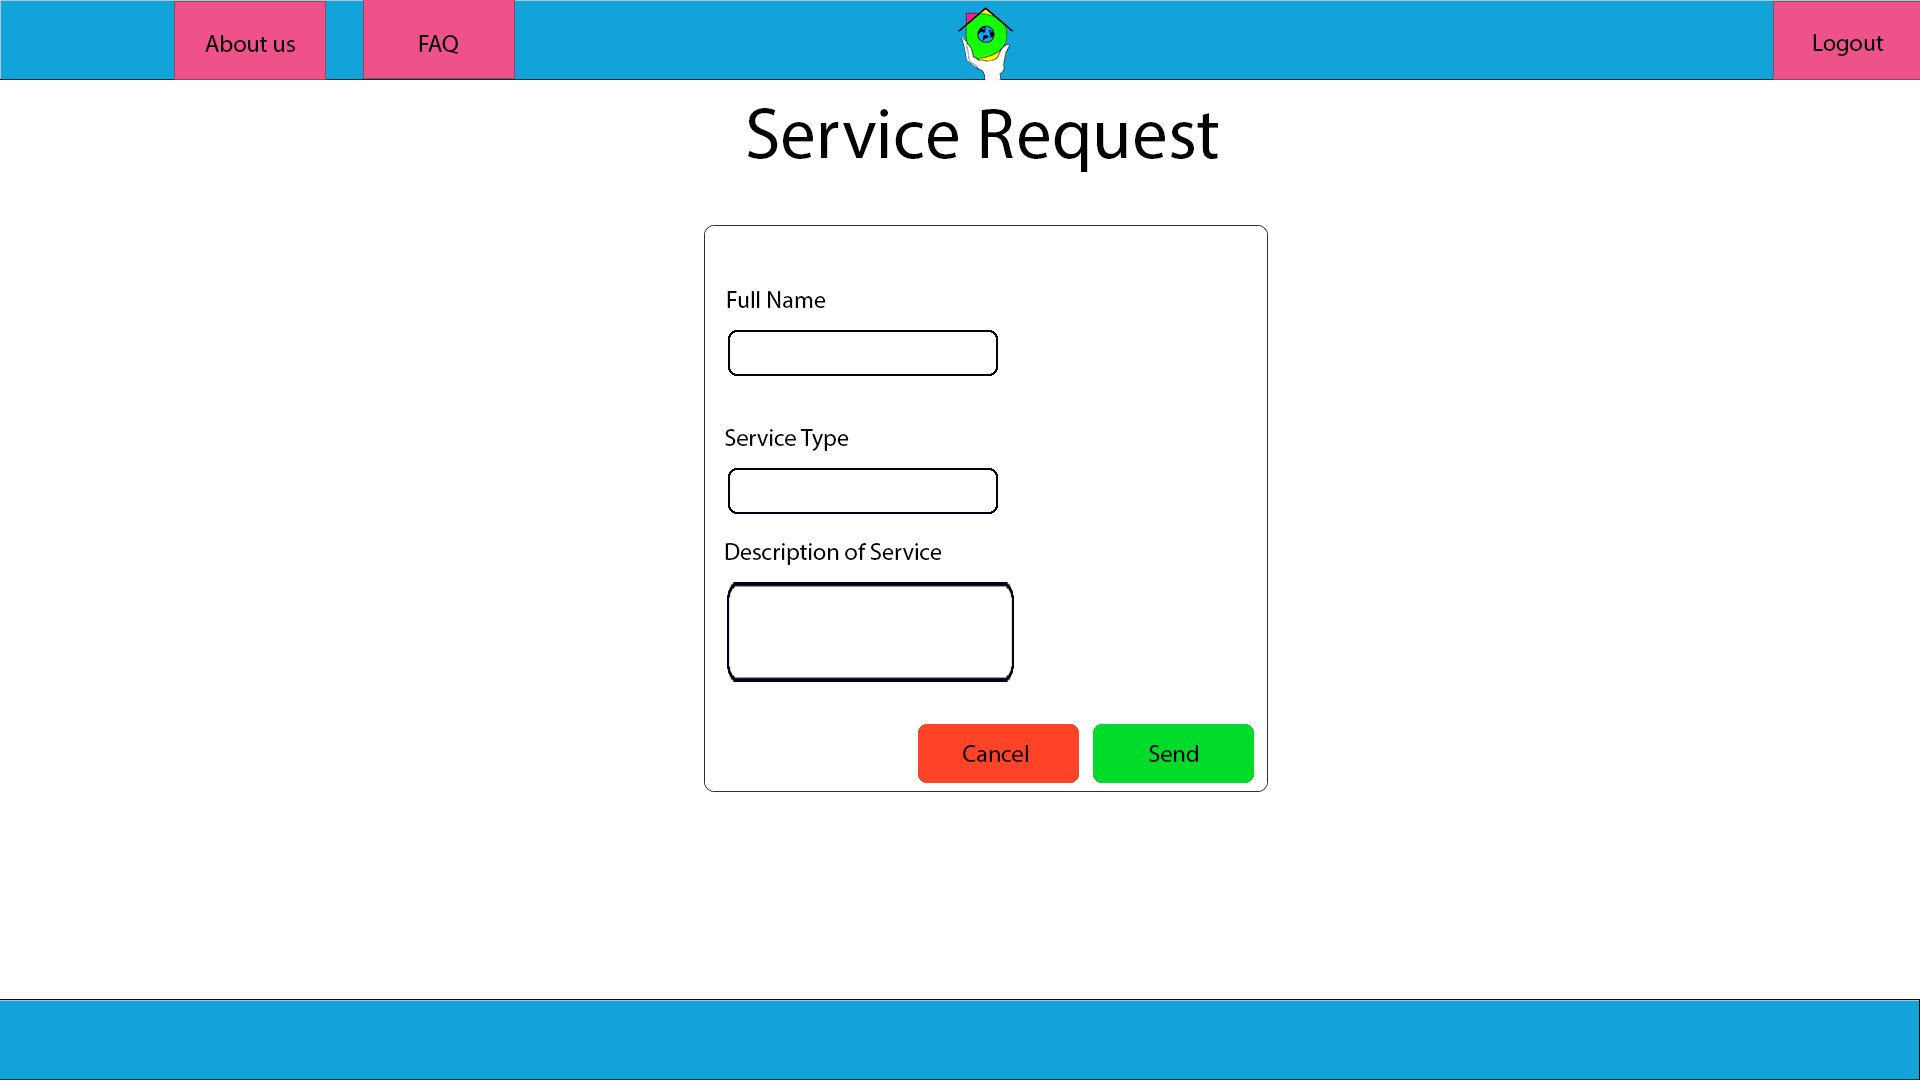 About us
FAQ
Logout
Service Request
Full Name
Service Type
Description of Service
Cancel
Send